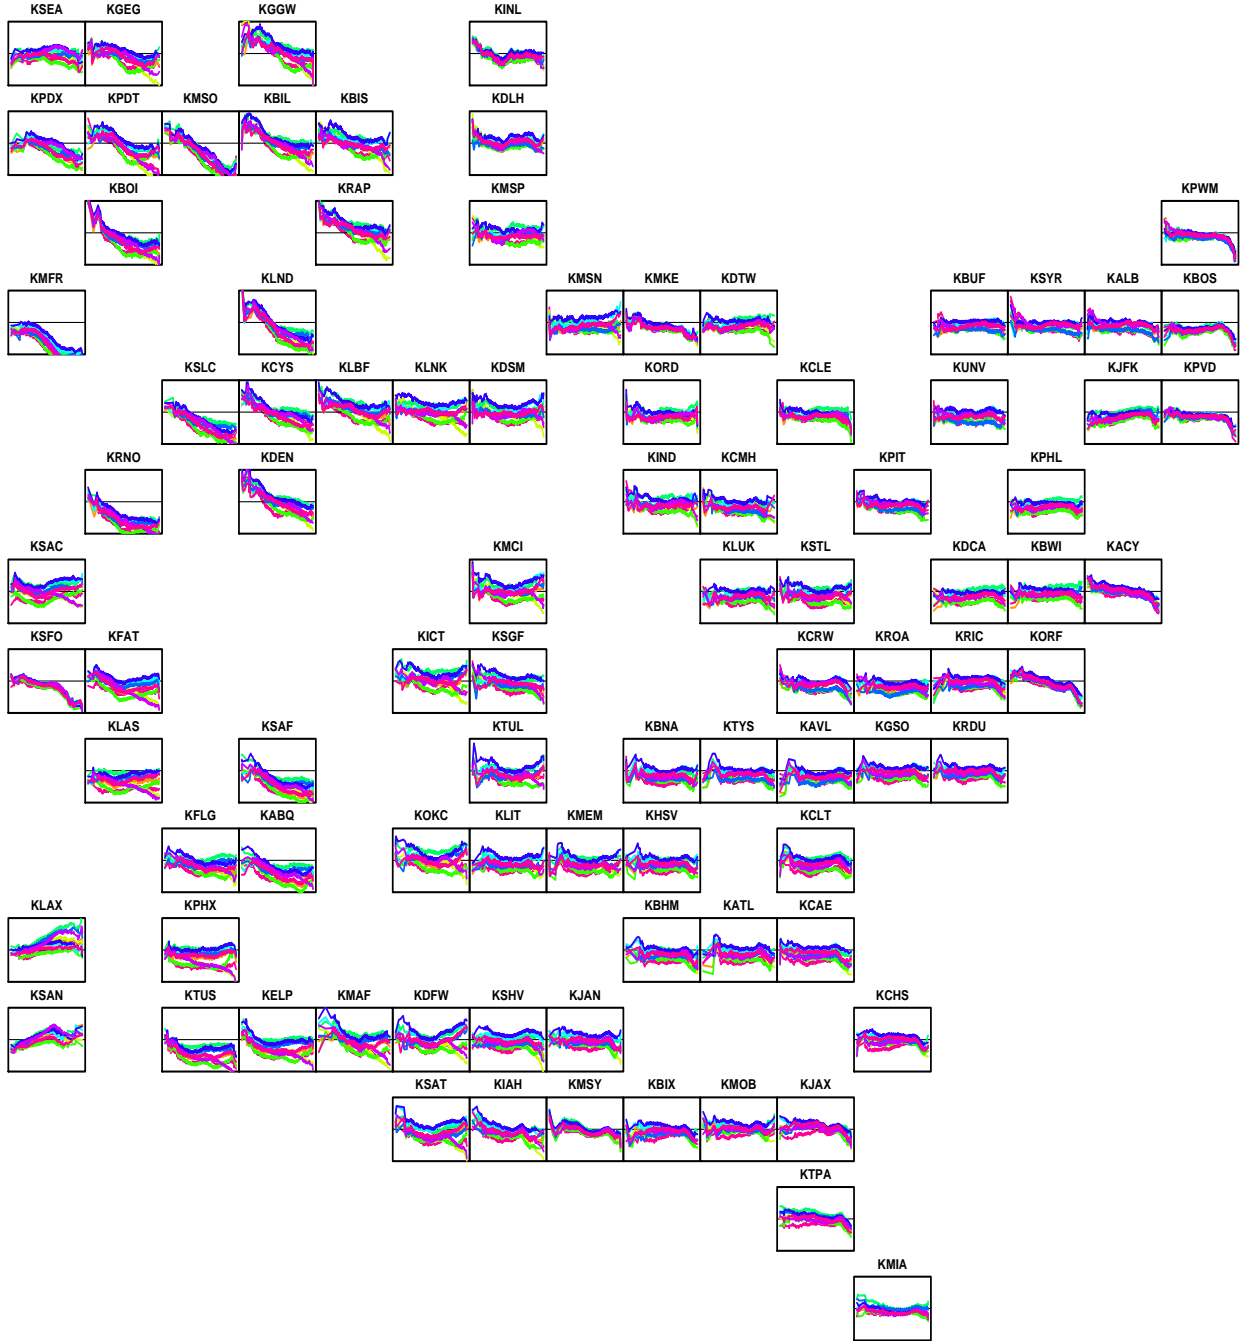 KSEA KGEG KGGW KINL
KPDX KPDT KMSO KBIL KBIS KDLH
KBOI KRAP KMSP KPWM
KMFR KLND KMSN KMKE KDTW KBUF KSYR KALB KBOS
KSLC KCYS KLBF KLNK KDSM KORD KCLE KUNV KJFK KPVD
KRNO KDEN KIND KCMH KPIT KPHL
KSAC KMCI KLUK KSTL KDCA KBWI KACY
KSFO KFAT KICT KSGF KCRW KROA KRIC KORF
KLAS KSAF KTUL KBNA KTYS KAVL KGSO KRDU
KFLG KABQ KOKC KLIT KMEM KHSV KCLT
KLAX KPHX KBHM KATL KCAE
KSAN KTUS KELP KMAF KDFW KSHV KJAN KCHS
KSAT KIAH KMSY KBIX KMOB KJAX
KTPA
KMIA